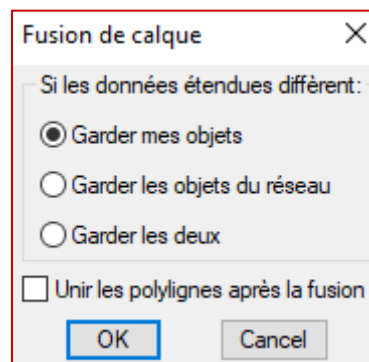 Fusion de calque
Si les données étendues diffèrent:
Garder mes objets
Garder les objets du réseau
Garder les deux
Unir les polylignes après la fusion
OK Cancel